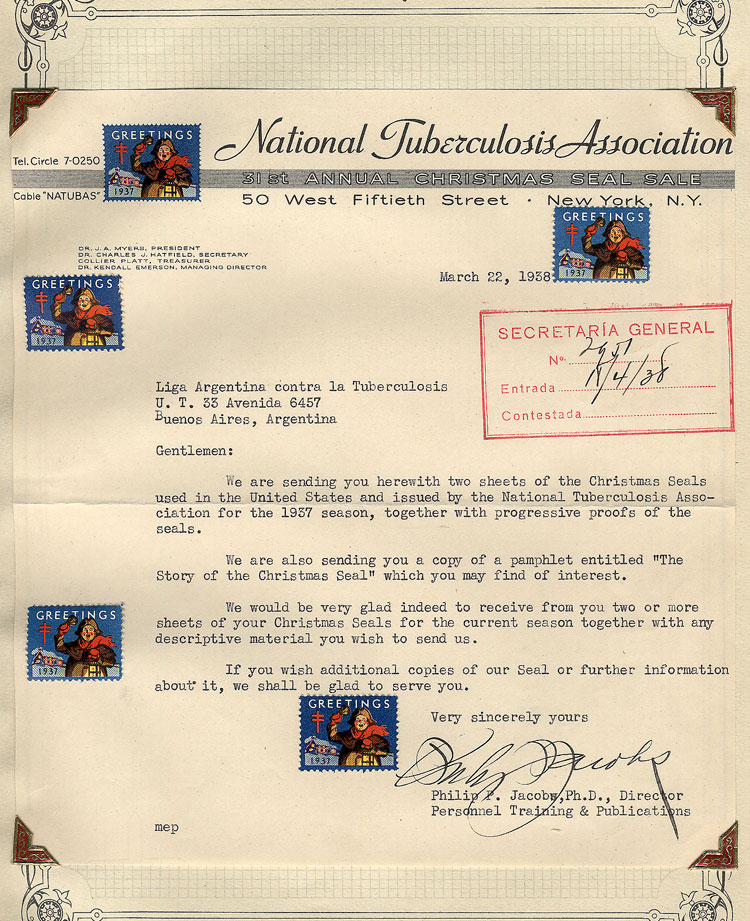 GREETINGS
1937
National Tuberculosis Association
Tel. Circle 7-0250
31st ANNUAL CHRISTMAS SEAL SALE
Cable "NATUBAS"
50 West Fiftieth Street · New York, N.Y.
GREETINGS
1937
DR. J. A. MYERS, PRESIDENT
DR. CHARLES J. HATFIELD, SECRETARY
COLLIER PLATT, TREASURER
DR. KENDALL EMERSON, MANAGING DIRECTOR
March 22, 1938
GREETINGS
1937
SECRETARÍA GENERAL
No.
Entrada 11/4/38
Contestada
Liga Argentina contra la Tuberculosis
U. T. 33 Avenida 6457
Buenos Aires, Argentina
Gentlemen:
We are sending you herewith two sheets of the Christmas Seals
used in the United States and issued by the National Tuberculosis Asso-
ciation for the 1937 season, together with progressive proofs of the
seals.
We are also sending you a copy of a pamphlet entitled "The
Story of the Christmas Seal" which you may find of interest.
We would be very glad indeed to receive from you two or more
sheets of your Christmas Seals for the current season together with any
descriptive material you wish to send us.
GREETINGS
1937
If you wish additional copies of our Seal or further information
about it, we shall be glad to serve you.
GREETINGS
1937
Very sincerely yours
Philip P. Jacobs
Philip P. Jacobs,Ph.D., Director
Personnel Training & Publications
mep